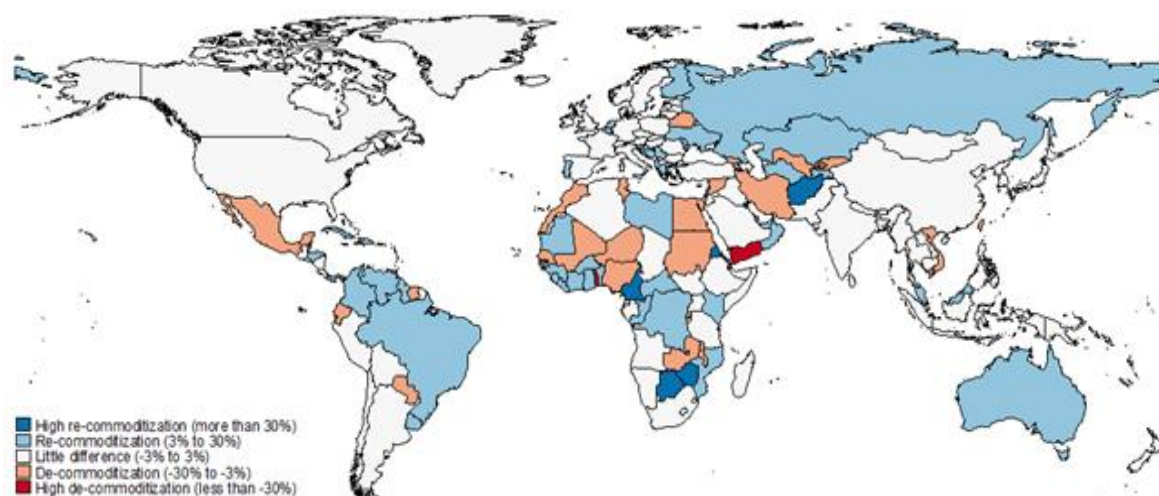 High re-commoditization (more than 30%)
Re-commoditization (3% to 30%)
Little difference (-3% to 3%)
De-commoditization (-30% to -3%)
High de-commoditization (less than -30%)